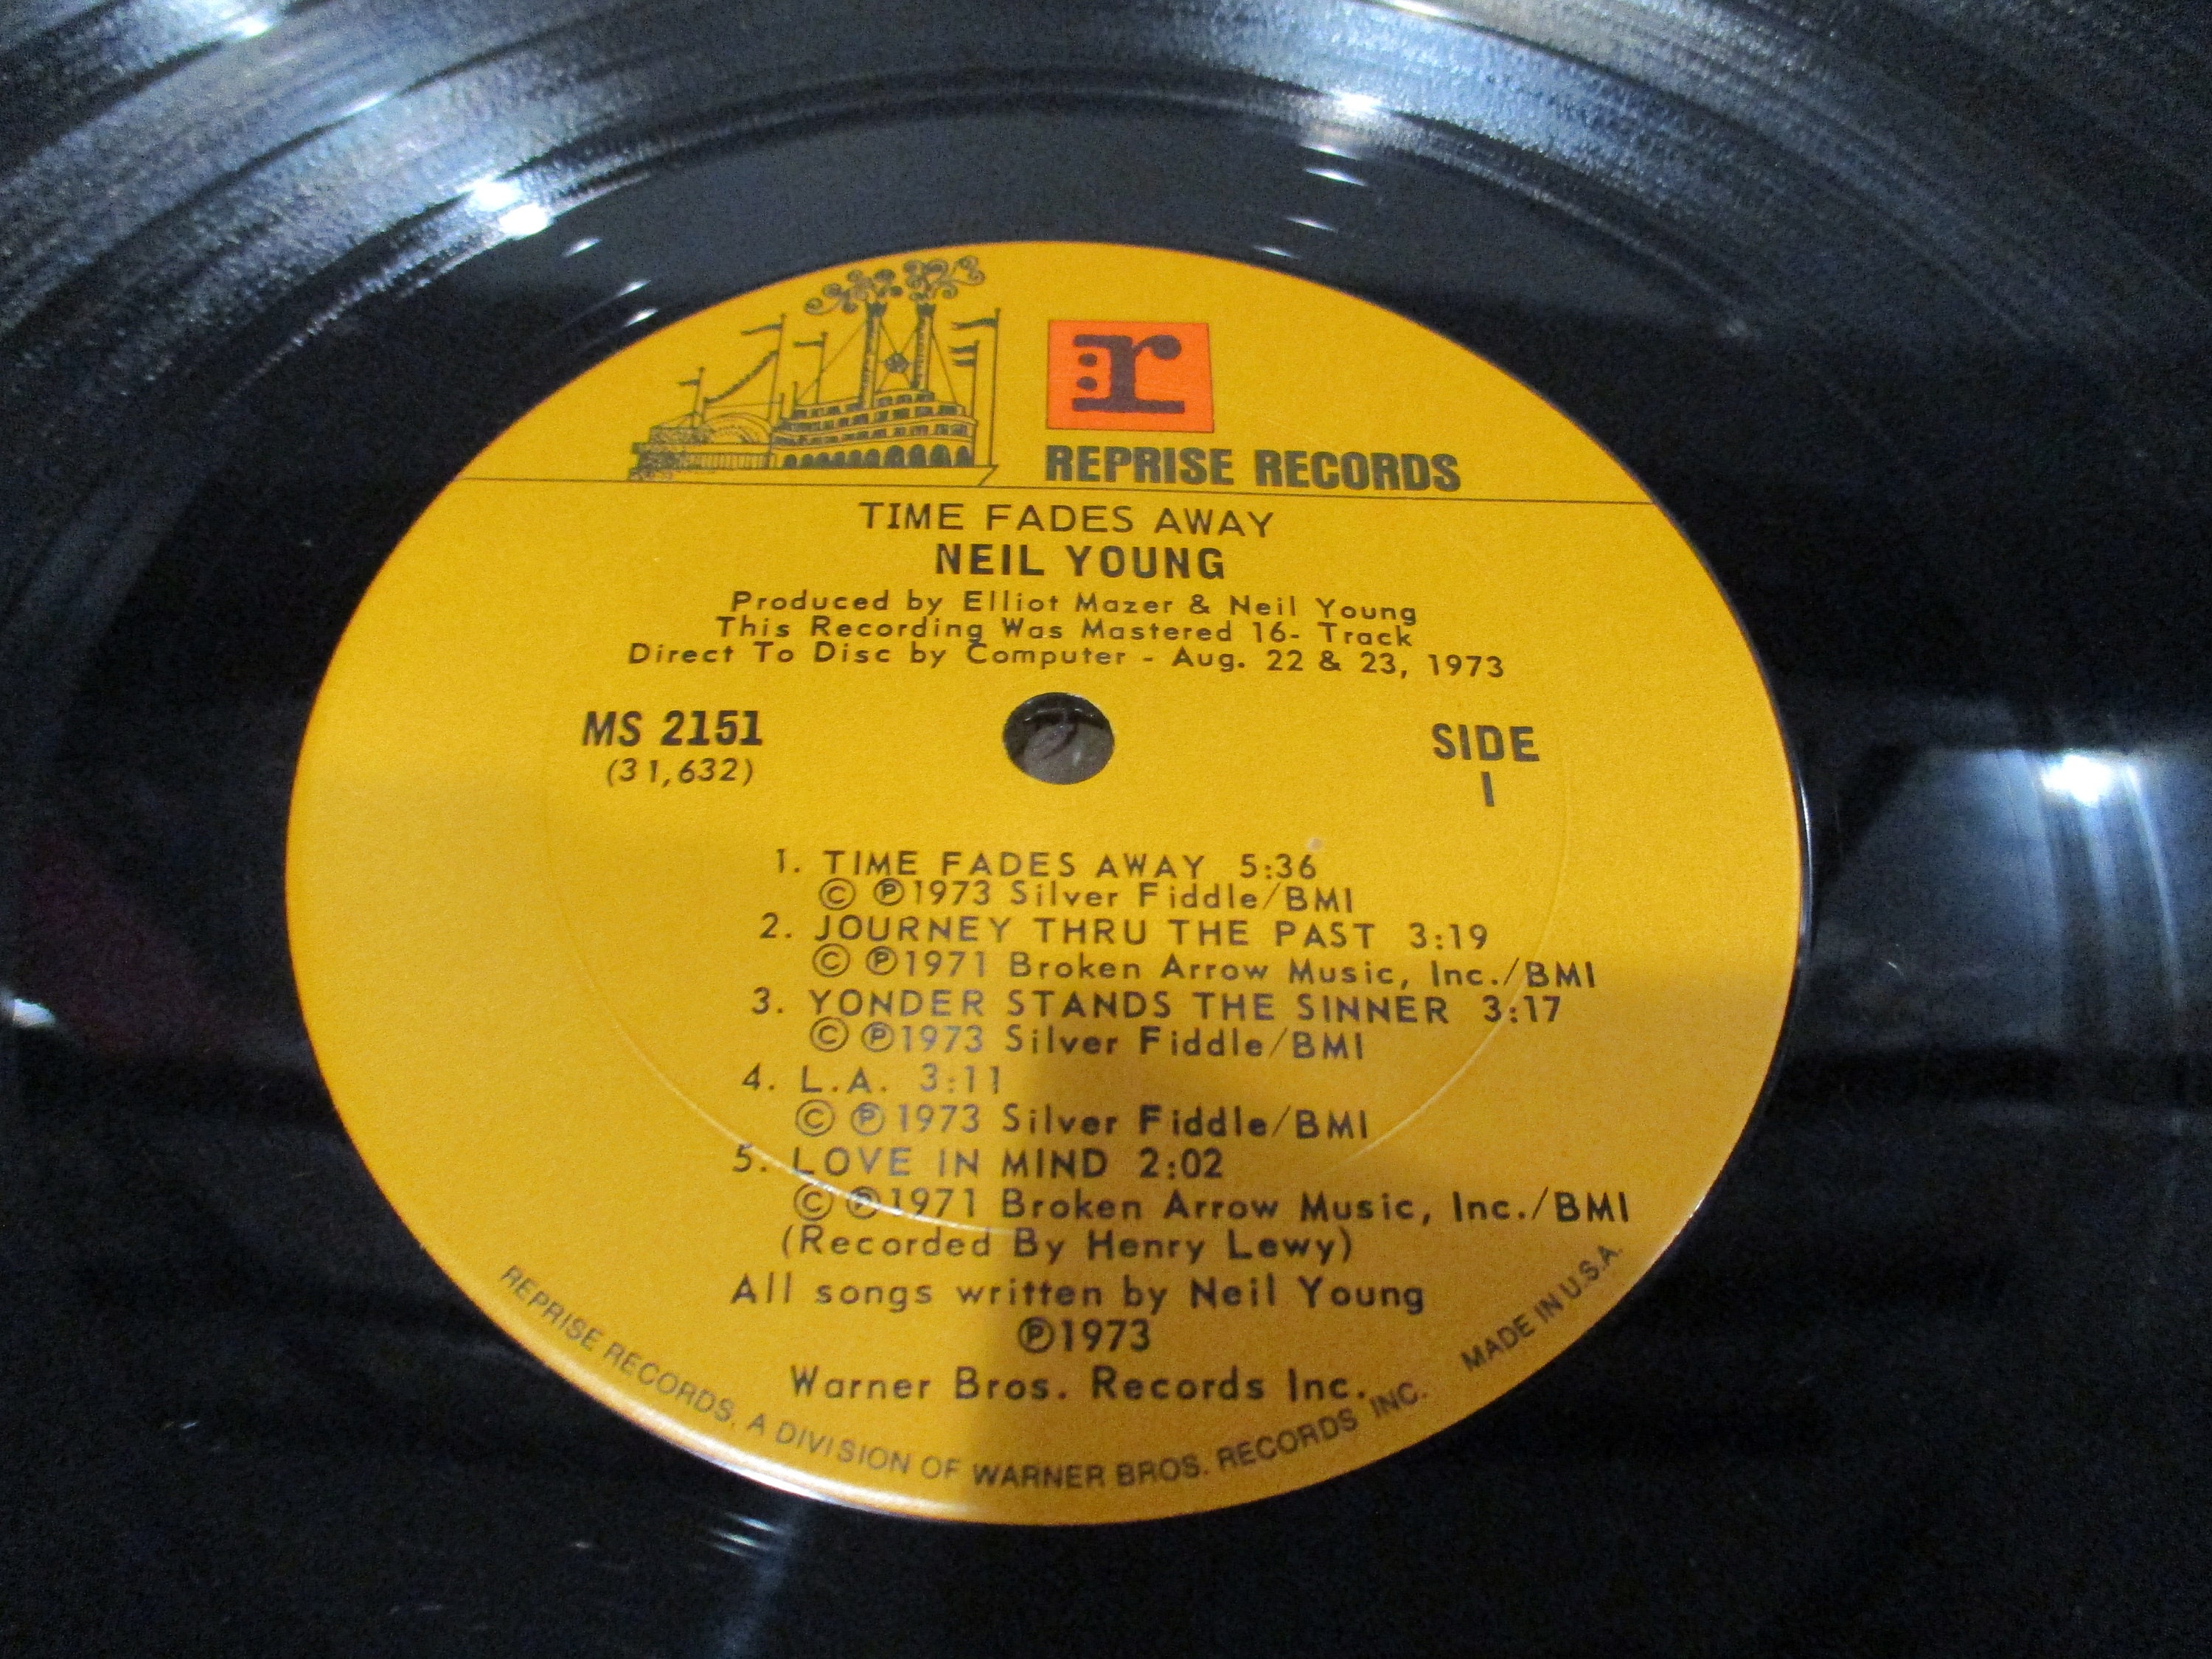 r
REPRISE RECORDS
TIME FADES AWAY
NEIL YOUNG
Produced by Elliot Mazer & Neil Young
This Recording Was Mastered 16- Track
Direct To Disc by Computer - Aug. 22 & 23, 1973
MS 2151
(31,632)
SIDE
1
1. TIME FADES AWAY 5:36
© ℗1973 Silver Fiddle/BMI
2. JOURNEY THRU THE PAST 3:19
© ℗1971 Broken Arrow Music, Inc./BMI
3. YONDER STANDS THE SINNER 3:17
© ℗1973 Silver Fiddle/BMI
4. L.A. 3:11
© ℗1973 Silver Fiddle/BMI
5. LOVE IN MIND 2:02
© ℗1971 Broken Arrow Music, Inc./BMI
(Recorded By Henry Lewy)
All songs written by Neil Young
℗1973
Warner Bros. Records Inc.
REPRISE RECORDS, A DIVISION OF WARNER BROS. RECORDS INC. MADE IN U.S.A.